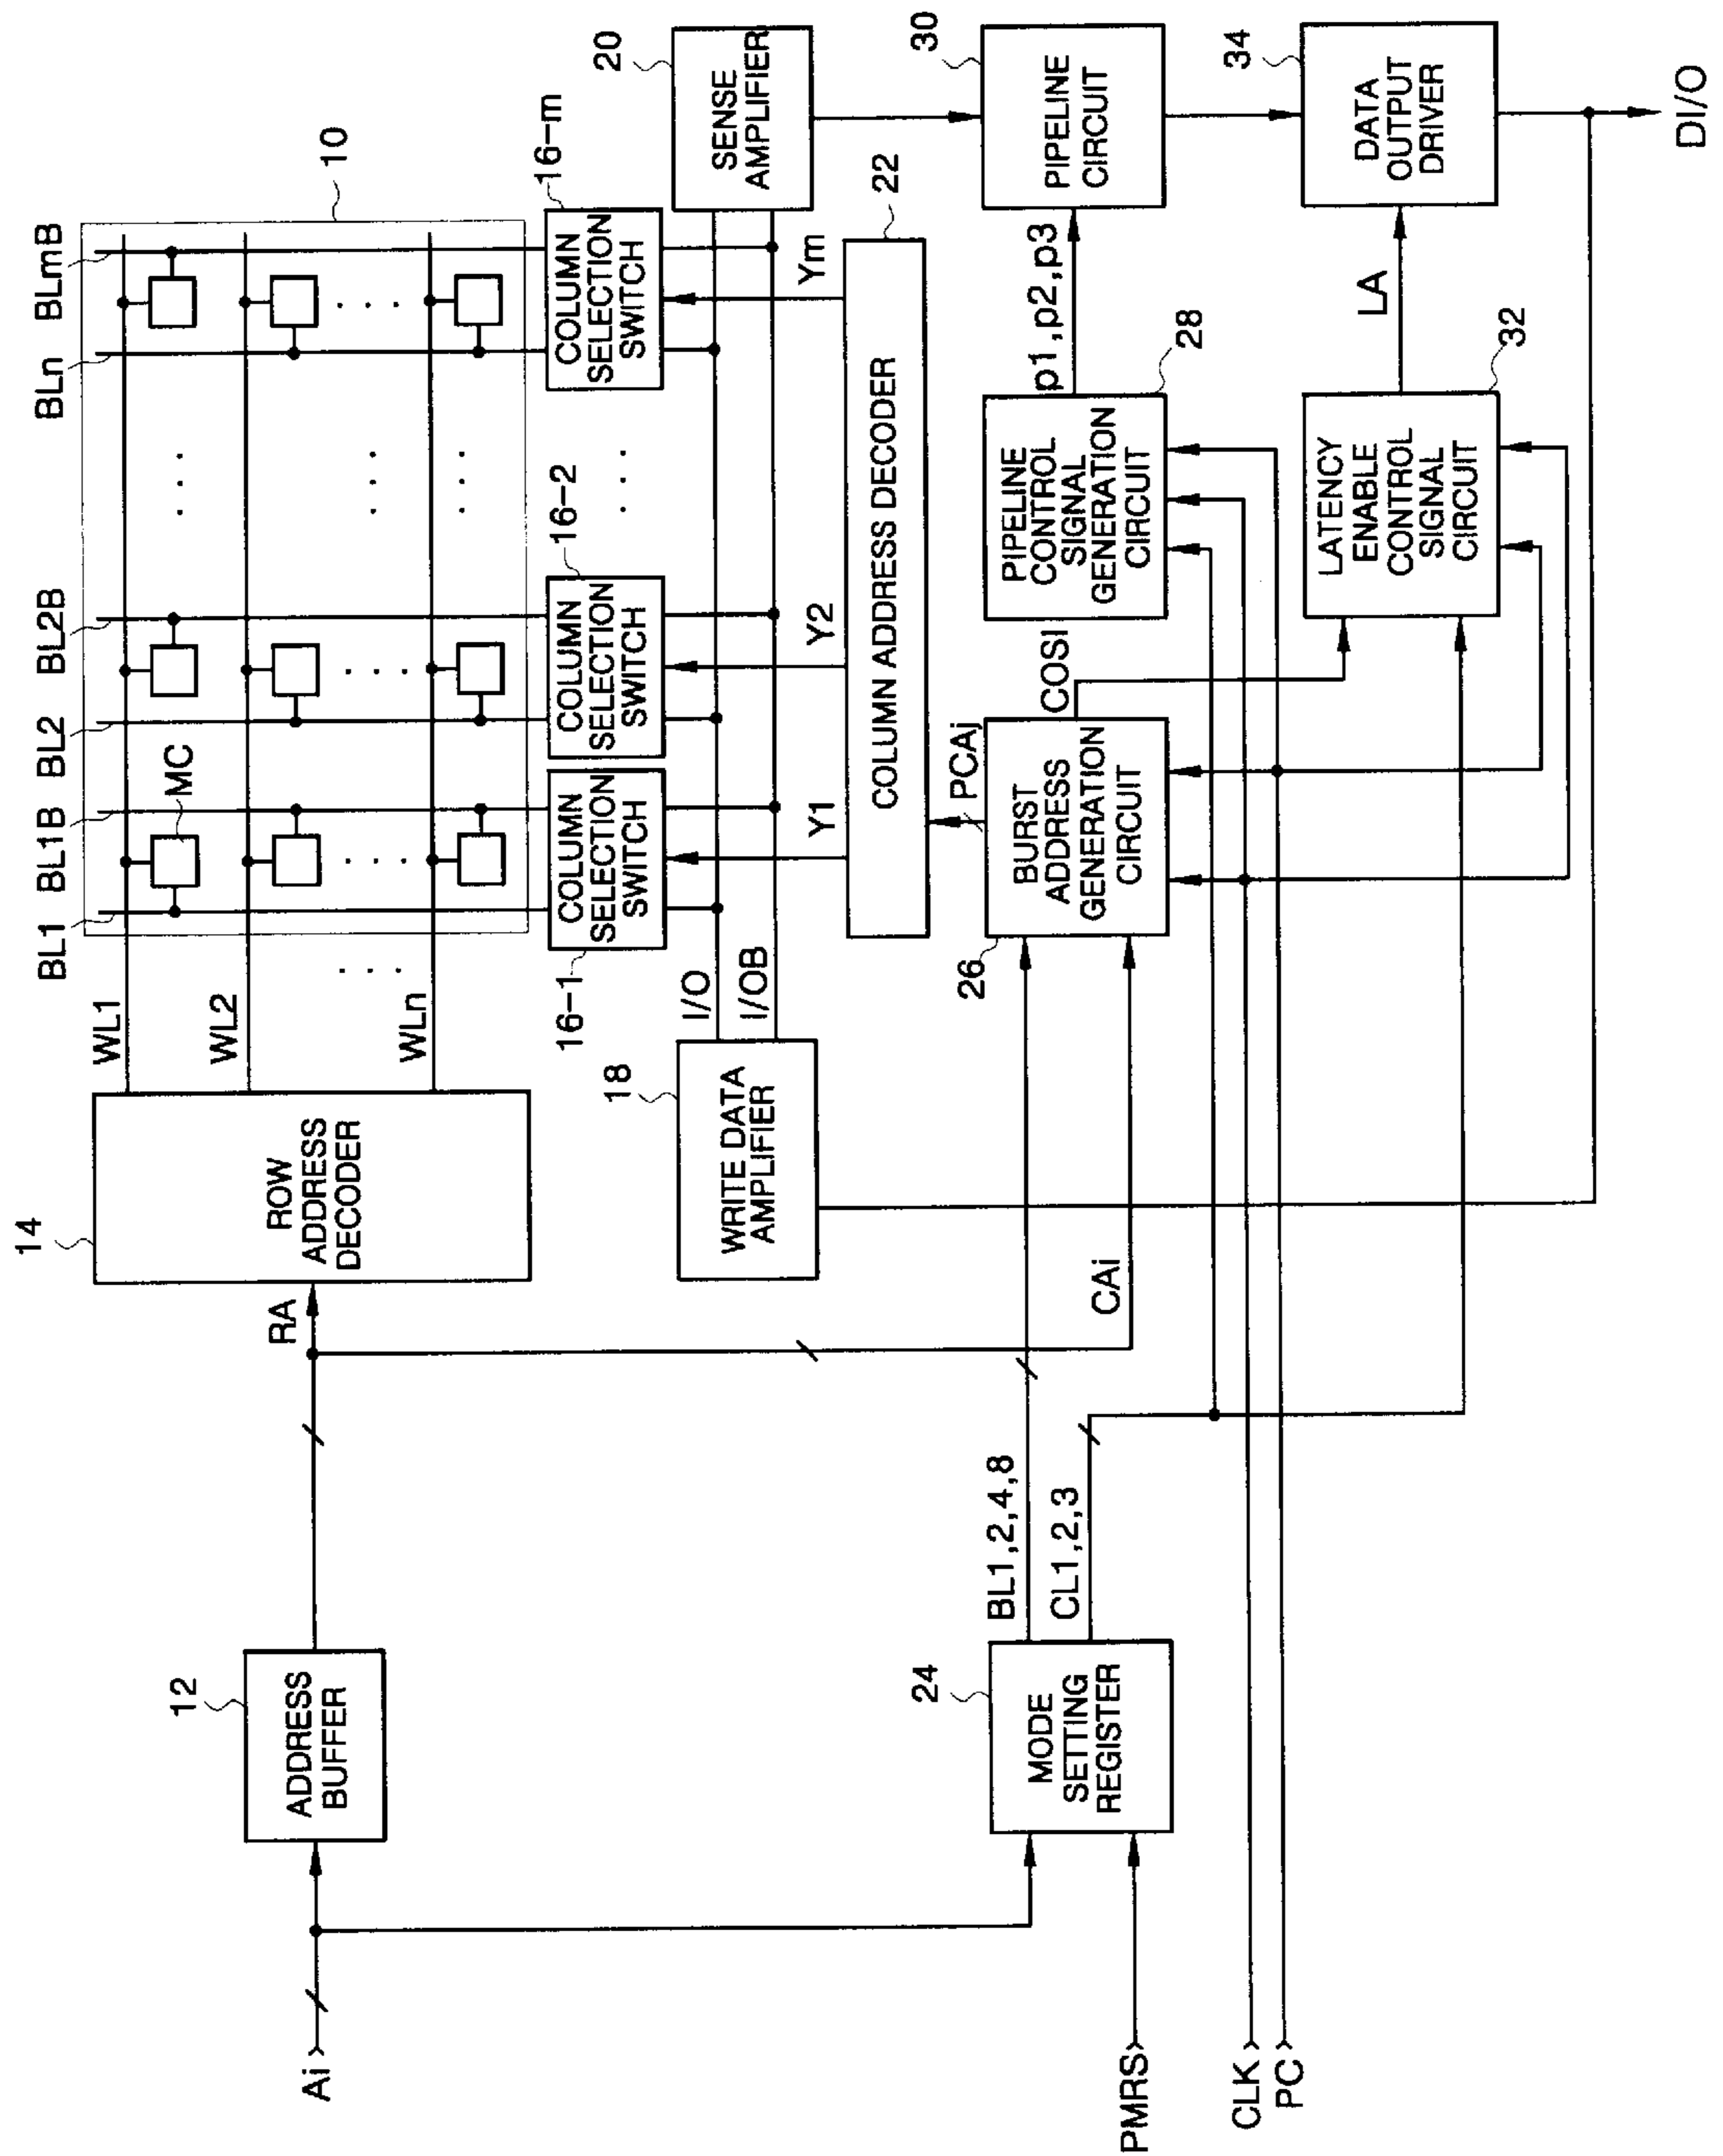 Ai
12
ADDRESS
BUFFER
RA
14
ROW
ADDRESS
DECODER
WL1
WL2
WLn
BL1
BL1B
MC
BL2
BL2B
BLn
BLmB
10
16-1
COLUMN
SELECTION
SWITCH
16-2
COLUMN
SELECTION
SWITCH
16-m
COLUMN
SELECTION
SWITCH
I/O
I/OB
18
WRITE DATA
AMPLIFIER
20
SENSE
AMPLIFIER
Y1
Y2
Ym
22
COLUMN ADDRESS DECODER
CAi
PMRS
24
MODE
SETTING
REGISTER
BL1,2,4,8
CL1,2,3
26
BURST
ADDRESS
GENERATION
CIRCUIT
PCAj
COSI
PIPELINE
CONTROL
SIGNAL
GENERATION
CIRCUIT
28
p1,p2,p3
30
PIPELINE
CIRCUIT
CLK
PC
LATENCY
ENABLE
CONTROL
SIGNAL
CIRCUIT
32
LA
34
DATA
OUTPUT
DRIVER
DI/O